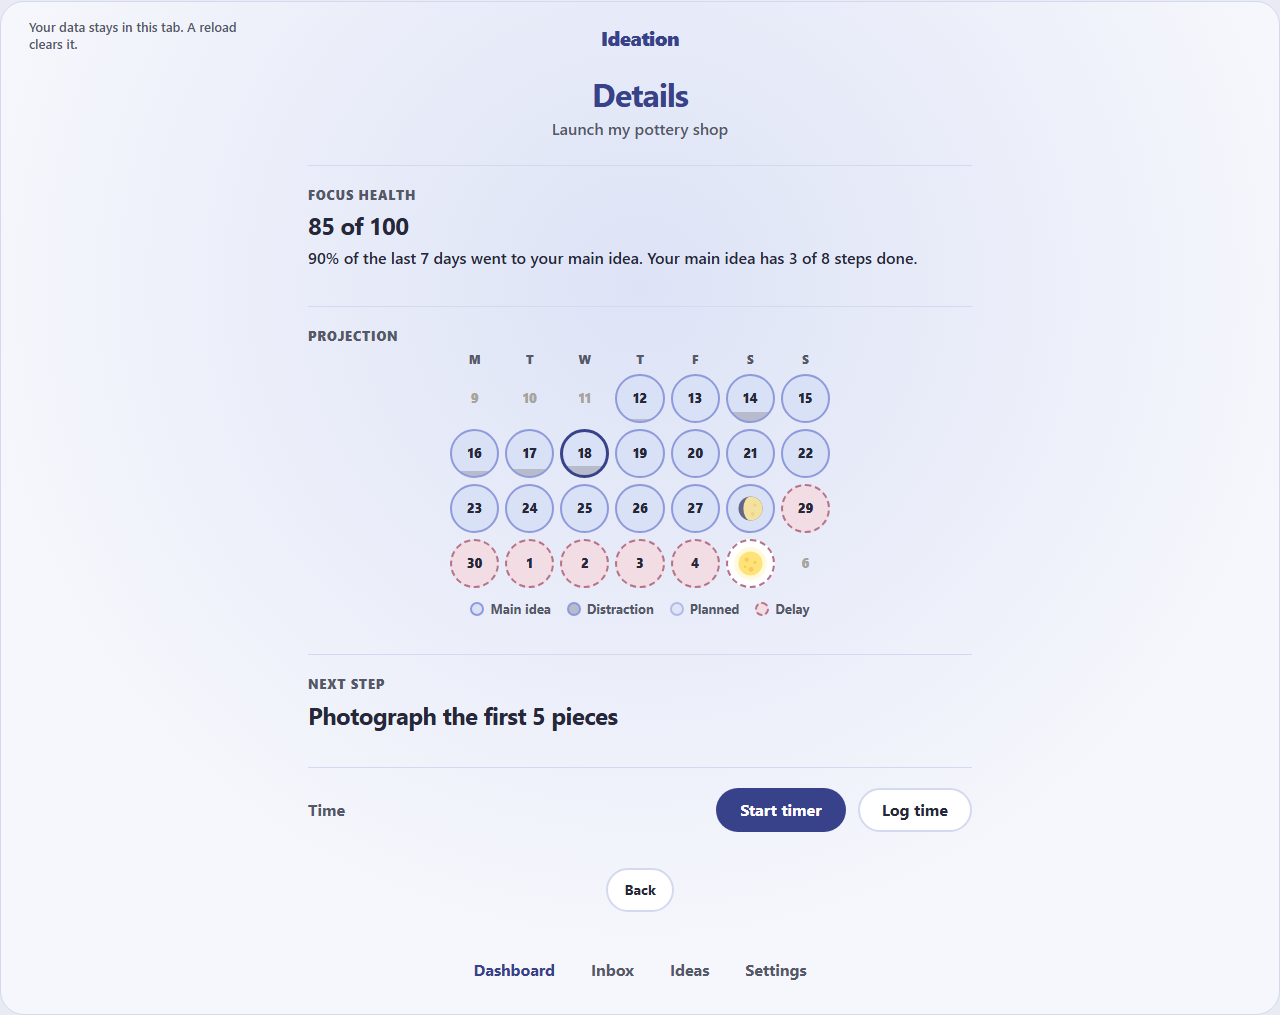 Your data stays in this tab. A reload
clears it.
Ideation
Details
Launch my pottery shop
FOCUS HEALTH
85 of 100
90% of the last 7 days went to your main idea. Your main idea has 3 of 8 steps done.
PROJECTION
M T W T F S S
9 10 11 12 13 14 15
16 17 18 19 20 21 22
23 24 25 26 27 29
30 1 2 3 4 6
Main idea Distraction Planned Delay
NEXT STEP
Photograph the first 5 pieces
Time Start timer Log time
Back
Dashboard Inbox Ideas Settings